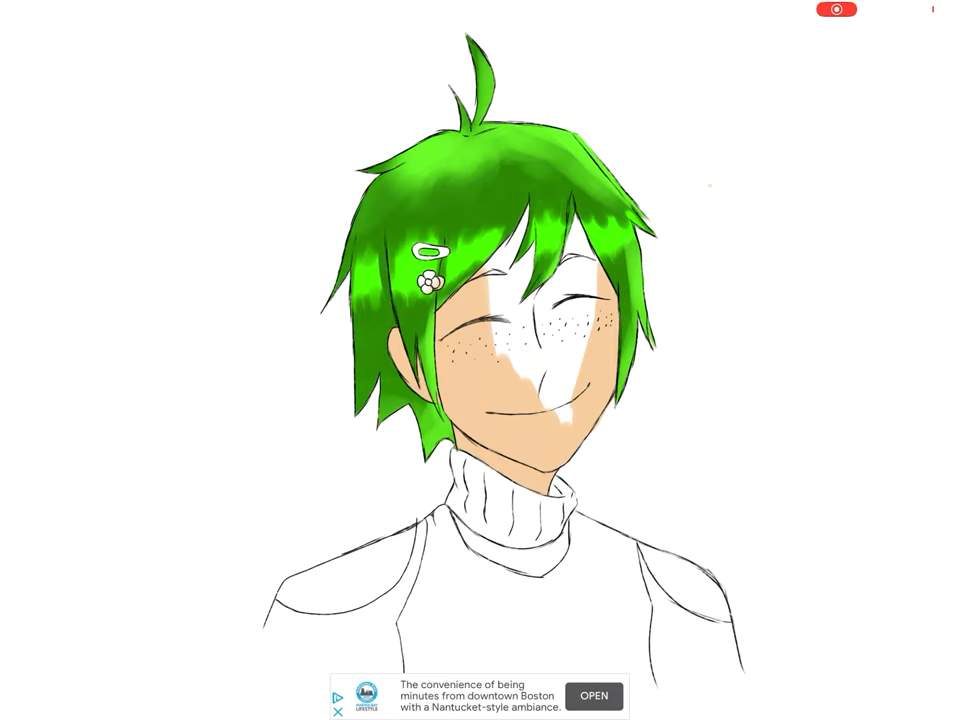 The convenience of being
minutes from downtown Boston
with a Nantucket-style ambiance.
OPEN